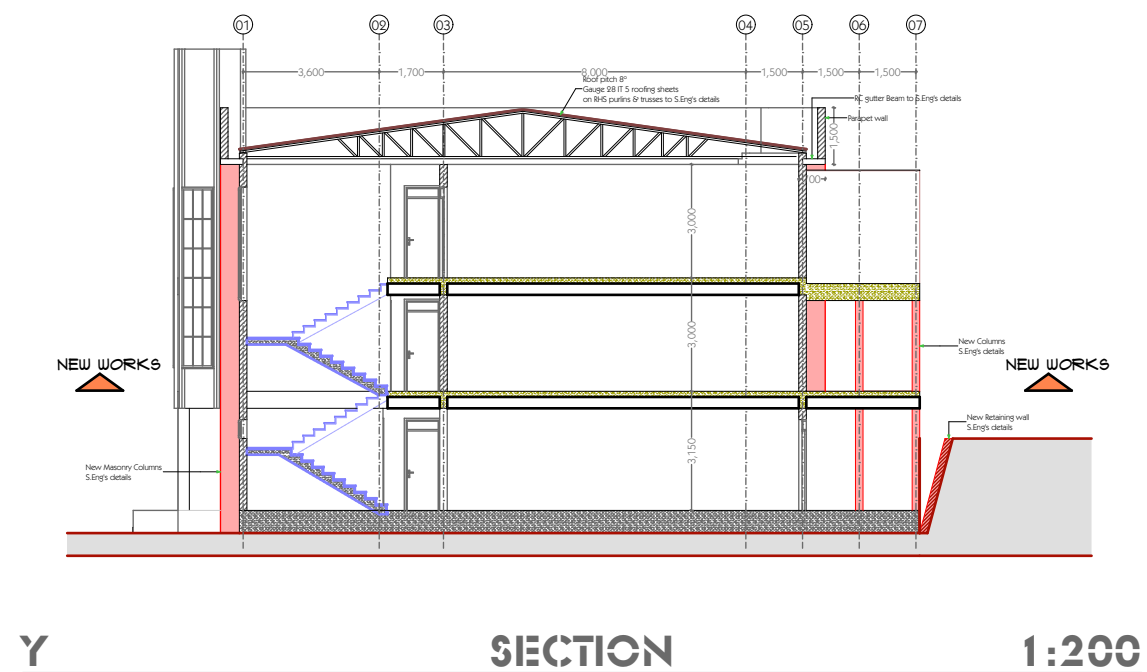 01 02 03 04 05 06 07
3,600 1,700 8,000 1,500 1,500 1,500
Roof pitch 8°
Gauge 28 IT 5 roofing sheets
on RHS purlins & trusses to S.Eng's details
RC gutter Beam to S.Eng's details
Parapet wall
1,500
700
3,000
3,000
New Columns
S.Eng's details
NEW WORKS
NEW WORKS
New Retaining wall
S.Eng's details
3,150
New Masonry Columns
S.Eng's details
Y SECTION 1:200